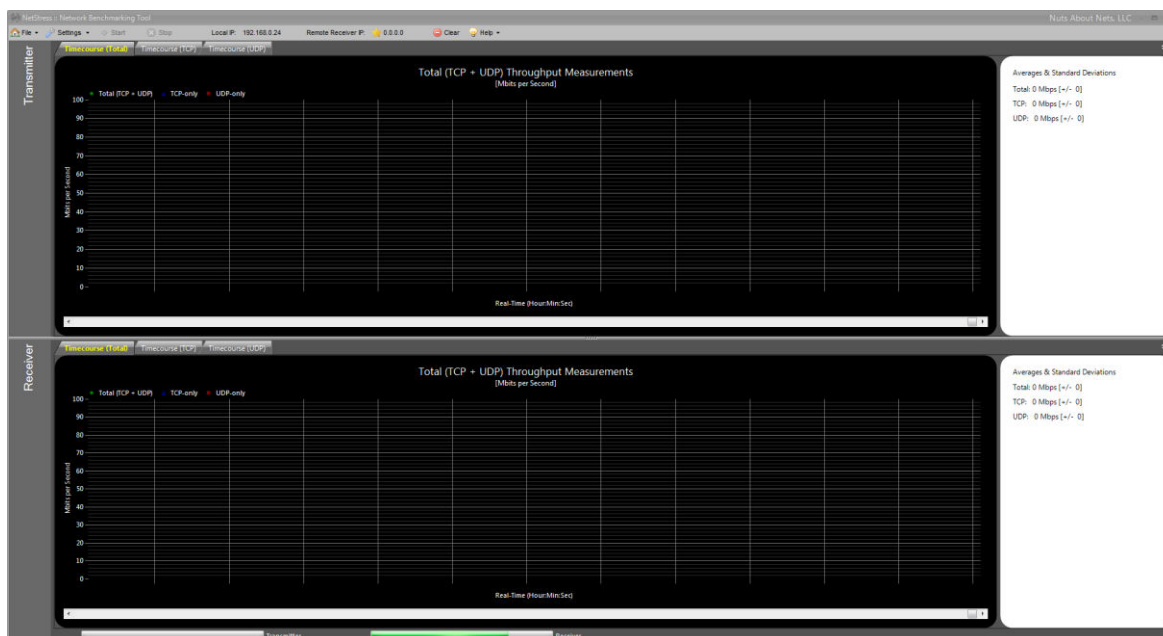 NetStress :: Network Benchmarking Tool Nuts About Nets, LLC
File Settings Start Stop Local IP: 192.168.0.24 Remote Receiver IP: 0.0.0.0 Clear Help
Transmitter
Timecourse (Total) Timecourse (TCP) Timecourse (UDP)
Total (TCP + UDP) Throughput Measurements
[Mbits per Second]
Total (TCP + UDP) TCP-only UDP-only
Mbits per Second
100
90
80
70
60
50
40
30
20
10
0
Real-Time (Hour:Min:Sec)
Averages & Standard Deviations
Total: 0 Mbps [+/- 0]
TCP: 0 Mbps [+/- 0]
UDP: 0 Mbps [+/- 0]
Receiver
Timecourse (Total) Timecourse (TCP) Timecourse (UDP)
Total (TCP + UDP) Throughput Measurements
[Mbits per Second]
Total (TCP + UDP) TCP-only UDP-only
Mbits per Second
100
90
80
70
60
50
40
30
20
10
0
Real-Time (Hour:Min:Sec)
Averages & Standard Deviations
Total: 0 Mbps [+/- 0]
TCP: 0 Mbps [+/- 0]
UDP: 0 Mbps [+/- 0]
Transmitter Receiver